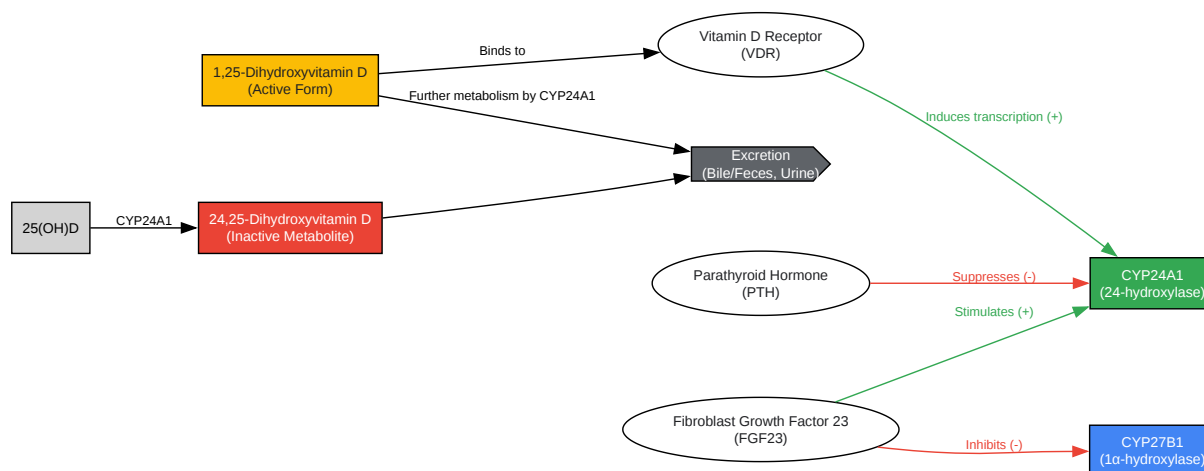 Vitamin D Receptor
(VDR)
Binds to
1,25-Dihydroxyvitamin D
(Active Form)
Further metabolism by CYP24A1
Induces transcription (+)
Excretion
(Bile/Feces, Urine)
25(OH)D
CYP24A1
24,25-Dihydroxyvitamin D
(Inactive Metabolite)
Parathyroid Hormone
(PTH)
Suppresses (-)
CYP24A1
(24-hydroxylase)
Stimulates (+)
Fibroblast Growth Factor 23
(FGF23)
Inhibits (-)
CYP27B1
(1α-hydroxylase)